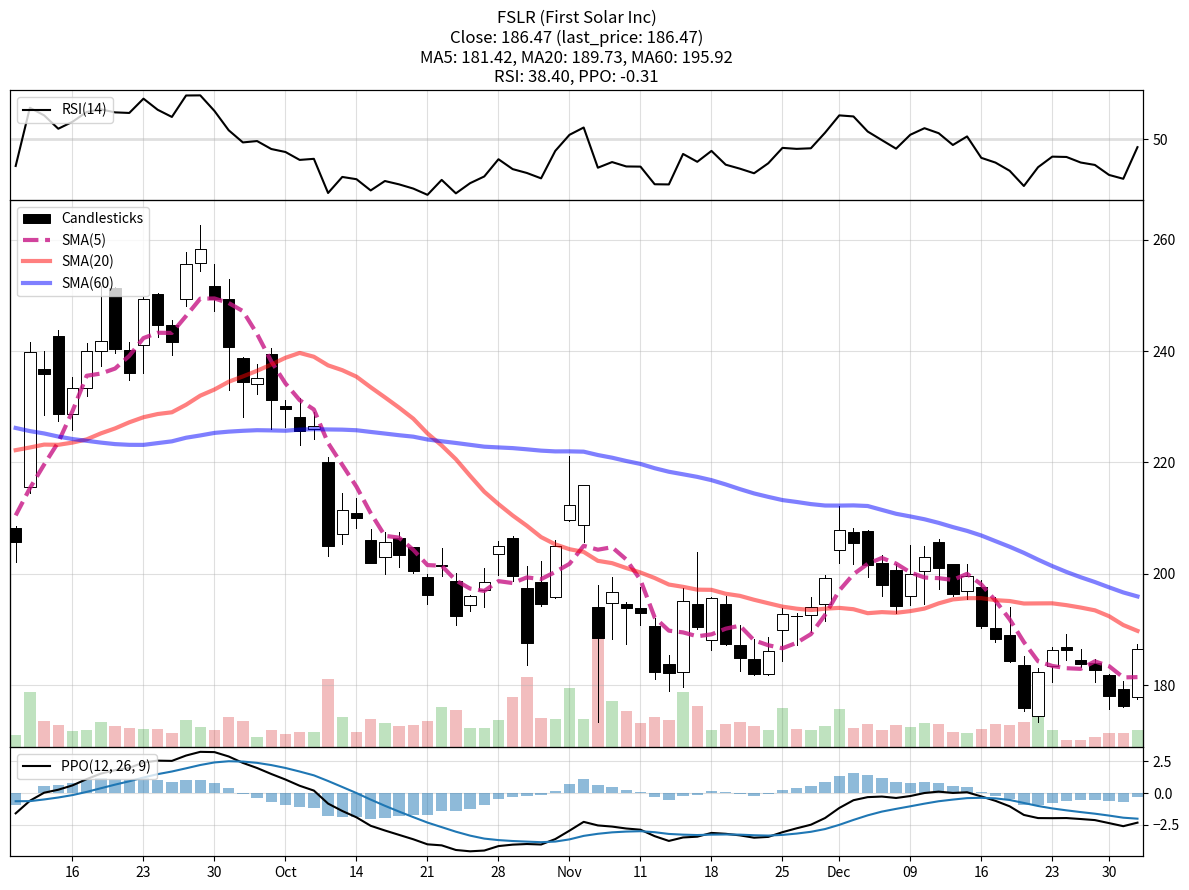 FSLR (First Solar Inc)
Close: 186.47 (last_price: 186.47)
MA5: 181.42, MA20: 189.73, MA60: 195.92
RSI: 38.40, PPO: -0.31
RSI(14)
50
Candlesticks
SMA(5)
SMA(20)
SMA(60)
260
240
220
200
180
PPO(12, 26, 9)
2.5
0.0
−2.5
16 23 30 Oct 14 21 28 Nov 11 18 25 Dec 09 16 23 30